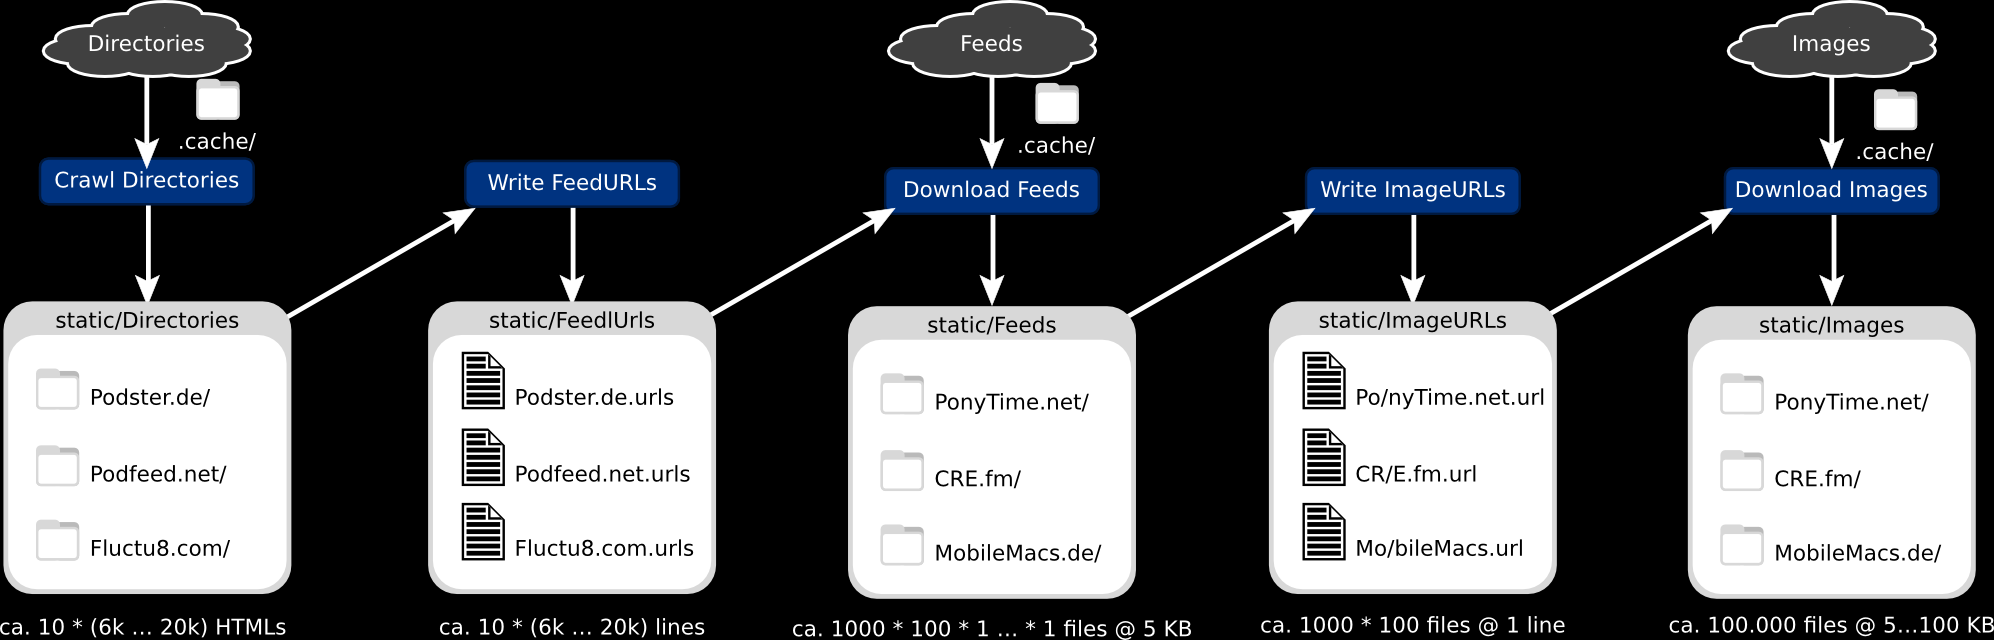 Directories
Feeds
Images
.cache/
.cache/
.cache/
Crawl Directories
Write FeedURLs
Download Feeds
Write ImageURLs
Download Images
static/Directories
Podster.de/
Podfeed.net/
Fluctu8.com/
ca. 10 * (6k ... 20k) HTMLs
static/FeedlUrls
Podster.de.urls
Podfeed.net.urls
Fluctu8.com.urls
ca. 10 * (6k ... 20k) lines
static/Feeds
PonyTime.net/
CRE.fm/
MobileMacs.de/
ca. 1000 * 100 * 1 ... * 1 files @ 5 KB
static/ImageURLs
Po/nyTime.net.url
CR/E.fm.url
Mo/bileMacs.url
ca. 1000 * 100 files @ 1 line
static/Images
PonyTime.net/
CRE.fm/
MobileMacs.de/
ca. 100.000 files @ 5...100 KB